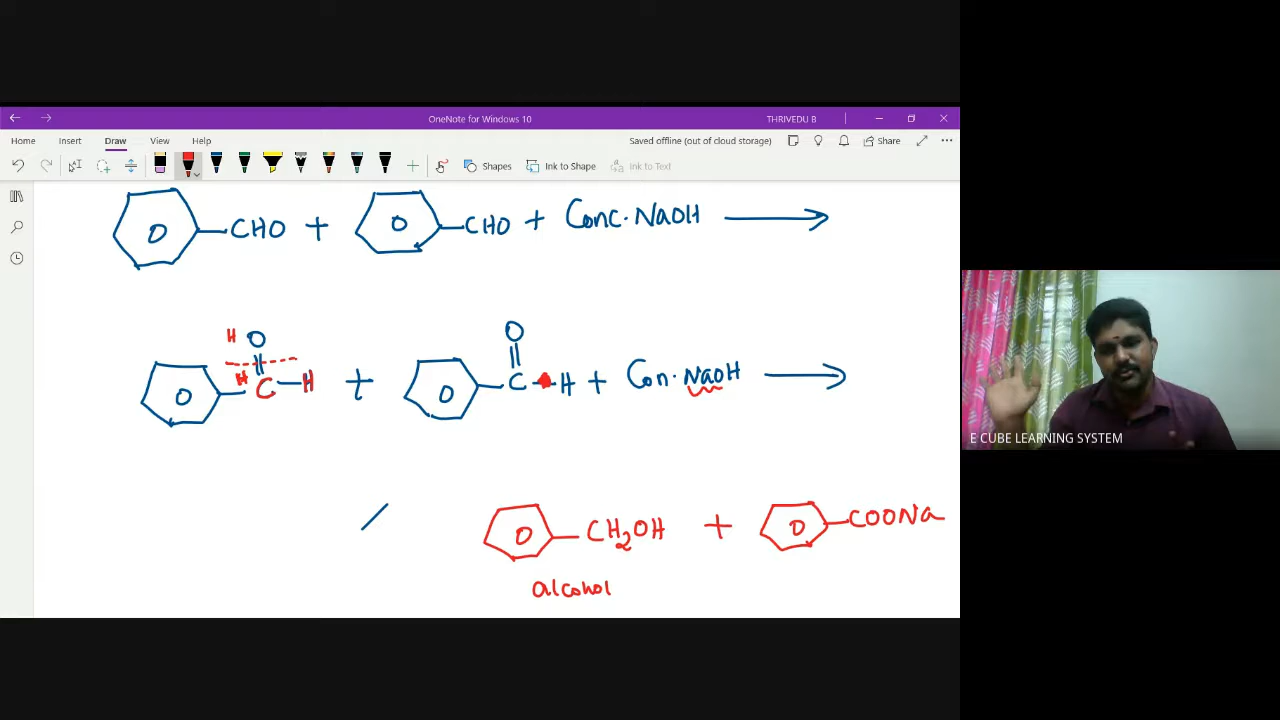 OneNote for Windows 10
THRIVEDU B
Home Insert Draw View Help
Saved offline (out of cloud storage)
Share
Shapes
Ink to Shape
Ink to Text
CHO + CHO + Conc. NaOH
H O O
H C H + C H + Con. NaOH
CH2OH + COONa
alcohol
E CUBE LEARNING SYSTEM